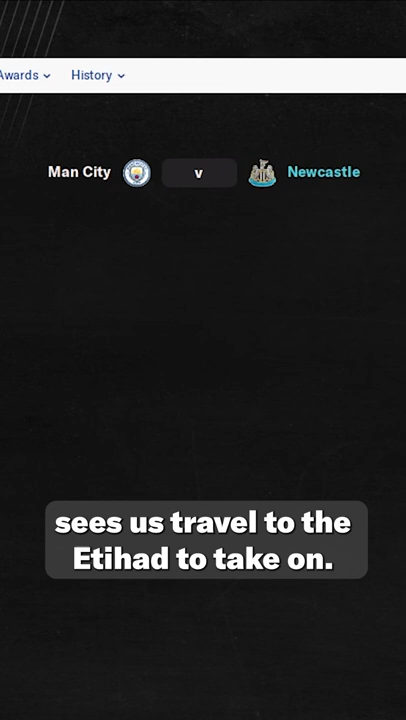 Awards History
Man City v Newcastle
sees us travel to the
Etihad to take on.